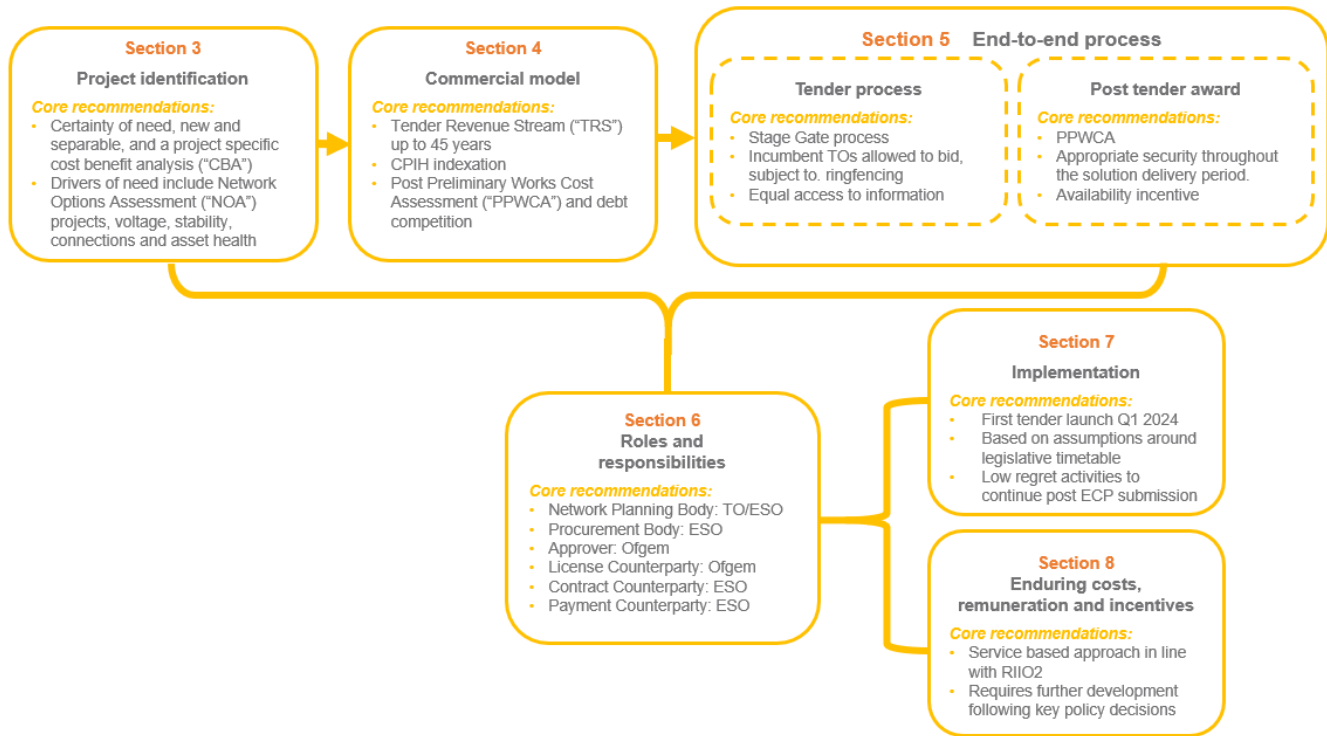 Section 3
Project identification
Core recommendations:
• Certainty of need, new and
separable, and a project specific
cost benefit analysis (“CBA”)
• Drivers of need include Network
Options Assessment (“NOA”)
projects, voltage, stability,
connections and asset health
Section 4
Commercial model
Core recommendations:
• Tender Revenue Stream (“TRS”)
up to 45 years
• CPIH indexation
• Post Preliminary Works Cost
Assessment (“PPWCA”) and debt
competition
Section 5 End-to-end process
Tender process
Core recommendations:
• Stage Gate process
• Incumbent TOs allowed to bid,
subject to. ringfencing
• Equal access to information
Post tender award
Core recommendations:
• PPWCA
• Appropriate security throughout
the solution delivery period.
• Availability incentive
Section 6
Roles and
responsibilities
Core recommendations:
• Network Planning Body: TO/ESO
• Procurement Body: ESO
• Approver: Ofgem
• License Counterparty: Ofgem
• Contract Counterparty: ESO
• Payment Counterparty: ESO
Section 7
Implementation
Core recommendations:
• First tender launch Q1 2024
• Based on assumptions around
legislative timetable
• Low regret activities to
continue post ECP submission
Section 8
Enduring costs,
remuneration and incentives
Core recommendations:
• Service based approach in line
with RIIO2
• Requires further development
following key policy decisions